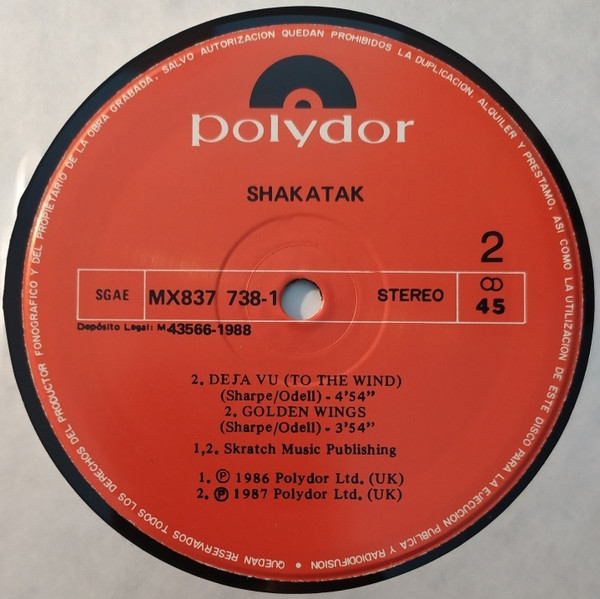 QUEDAN RESERVADOS TODOS LOS DERECHOS DEL PRODUCTOR FONOGRAFICO Y DEL PROPIETARIO DE LA OBRA GRABADA. SALVO AUTORIZACION QUEDAN PROHIBIDOS LA DUPLICACION, ALQUILER Y PRESTAMO, ASI COMO LA UTILIZACION DE ESTE DISCO PARA LA EJECUCION PUBLICA Y RADIODIFUSION •
polydor
SHAKATAK
2
SGAE MX837 738-1 STEREO 45
Depósito Legal: M 43566-1988
2. DEJA VU (TO THE WIND)
(Sharpe/Odell) - 4'54"
2. GOLDEN WINGS
(Sharpe/Odell) - 3'54"
1,2. Skratch Music Publishing
1. ℗ 1986 Polydor Ltd. (UK)
2. ℗ 1987 Polydor Ltd. (UK)